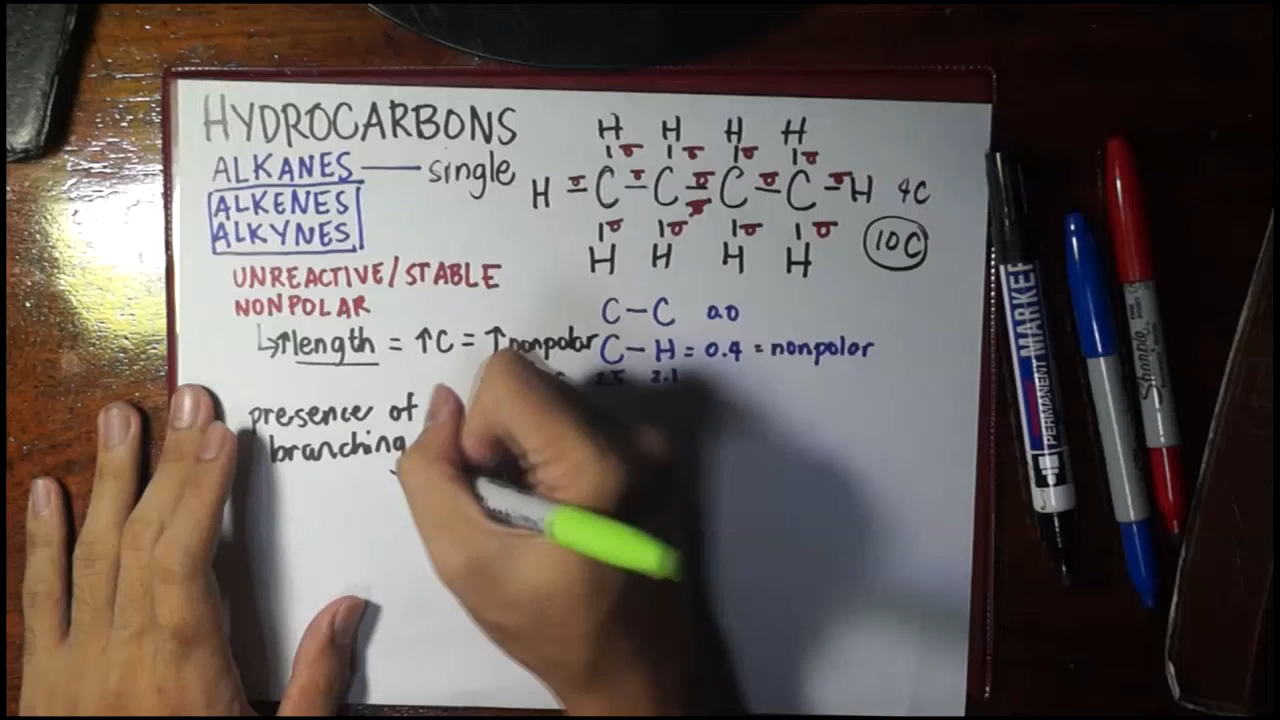 HYDROCARBONS
ALKANES — single
ALKENES
ALKYNES
UNREACTIVE/STABLE
NONPOLAR
↳↑length = ↑C = ↑nonpolar
presence of
branching
H H H H
σ σ σ σ
H σ C σ C σ C σ C σ H 4C
σ σ σ σ
H H H H
10C
C-C 0.0
C-H = 0.4 = nonpolar
2.5 2.1
PERMANENT MARKER
Sharpie